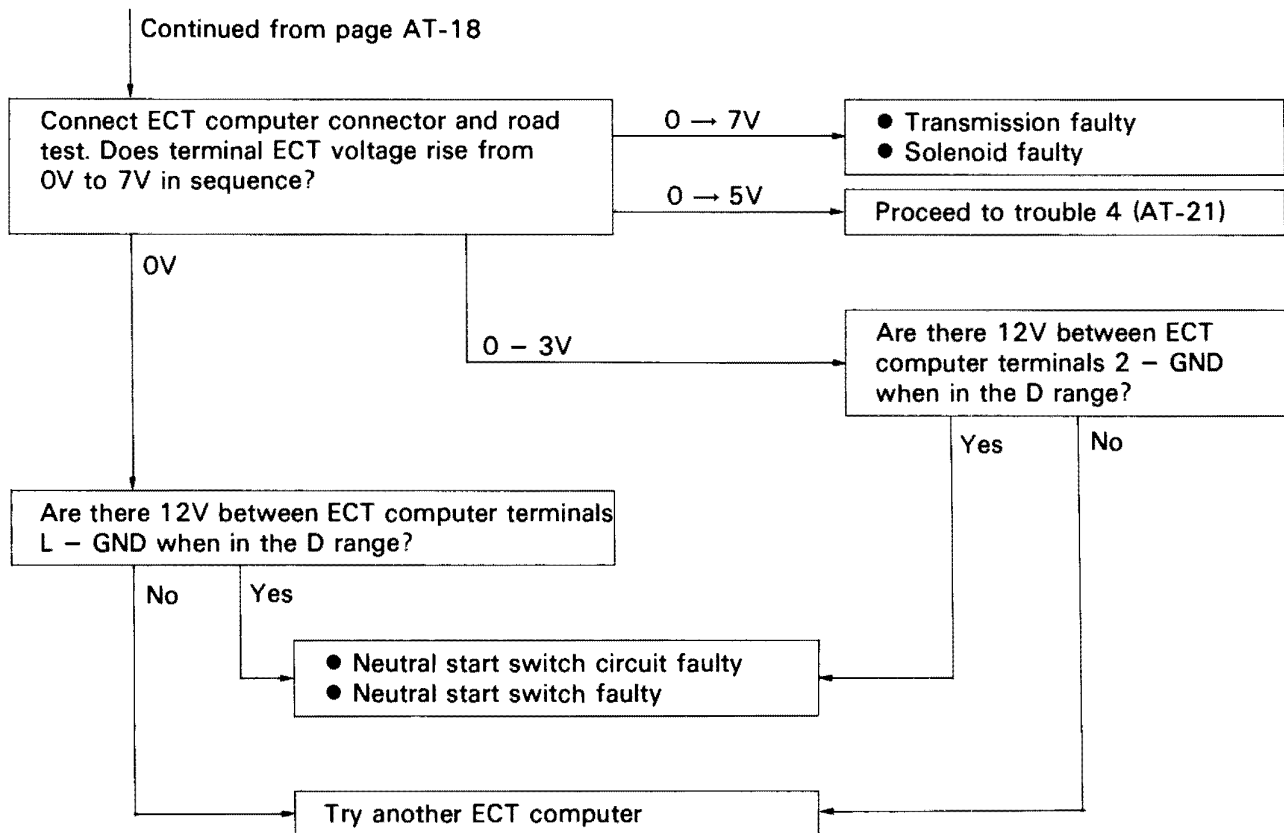 Continued from page AT-18
Connect ECT computer connector and road
test. Does terminal ECT voltage rise from
0V to 7V in sequence?
0 → 7V
● Transmission faulty
● Solenoid faulty
0 → 5V
Proceed to trouble 4 (AT-21)
0V
0 – 3V
Are there 12V between ECT
computer terminals 2 – GND
when in the D range?
Yes
No
Are there 12V between ECT computer terminals
L – GND when in the D range?
No
Yes
● Neutral start switch circuit faulty
● Neutral start switch faulty
Try another ECT computer